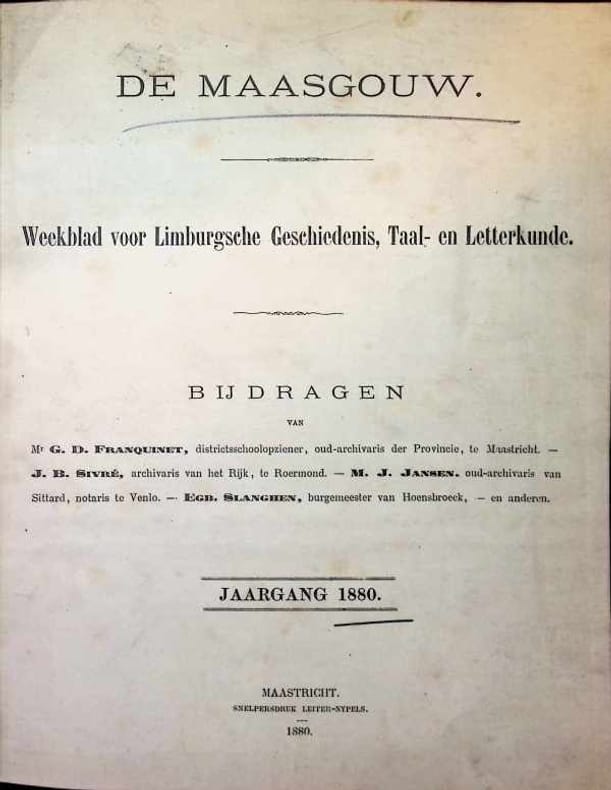 DE MAASGOUW.
Weekblad voor Limburgsche Geschiedenis, Taal- en Letterkunde.
BIJDRAGEN
VAN
Mr G. D. Franquinet, districtsschoolopziener, oud-archivaris der Provincie, te Maastricht. —
J. B. Sivré, archivaris van het Rijk, te Roermond. — M. J. Jansen. oud-archivaris van
Sittard, notaris te Venlo. — Egb. Slanghen, burgemeester van Hoensbroeck, — en anderen.
JAARGANG 1880.
MAASTRICHT.
SNELPERSDRUK LEITER-NYPELS.
1880.